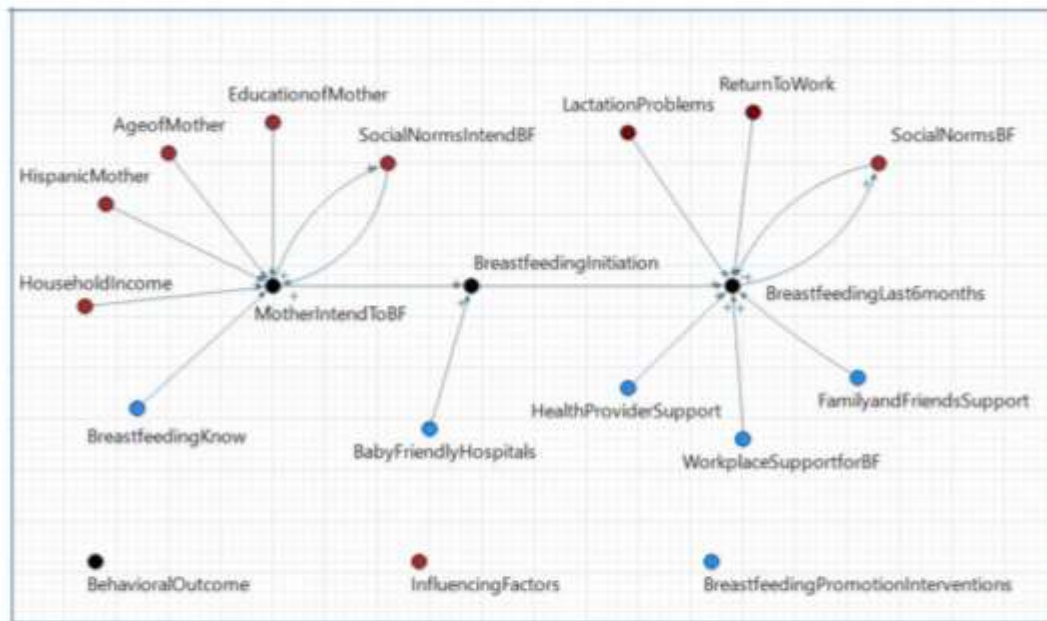 ReturnToWork
EducationofMother
LactationProblems
AgeofMother
SocialNormsIntendBF
SocialNormsBF
HispanicMother
BreastfeedingInitiation
HouseholdIncome
BreastfeedingLast6months
MotherIntendToBF
FamilyandFriendsSupport
HealthProviderSupport
BreastfeedingKnow
BabyFriendlyHospitals
WorkplaceSupportforBF
BehavioralOutcome
InfluencingFactors
BreastfeedingPromotionInterventions